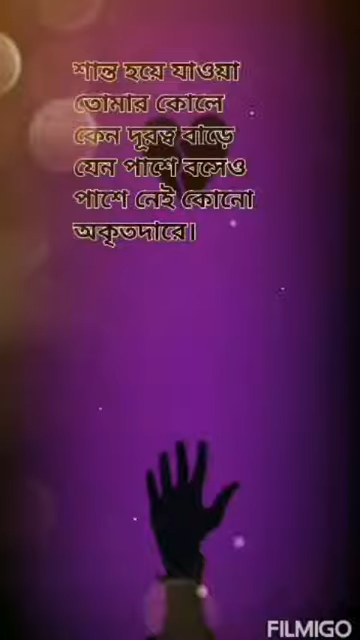 শান্ত হয়ে যাওয়া
তোমার কোলে
কেন দূরত্ব বাড়ে
যেন পাশে বসেও
পাশে নেই কোনো
অকৃতদারে।
FILMIGO